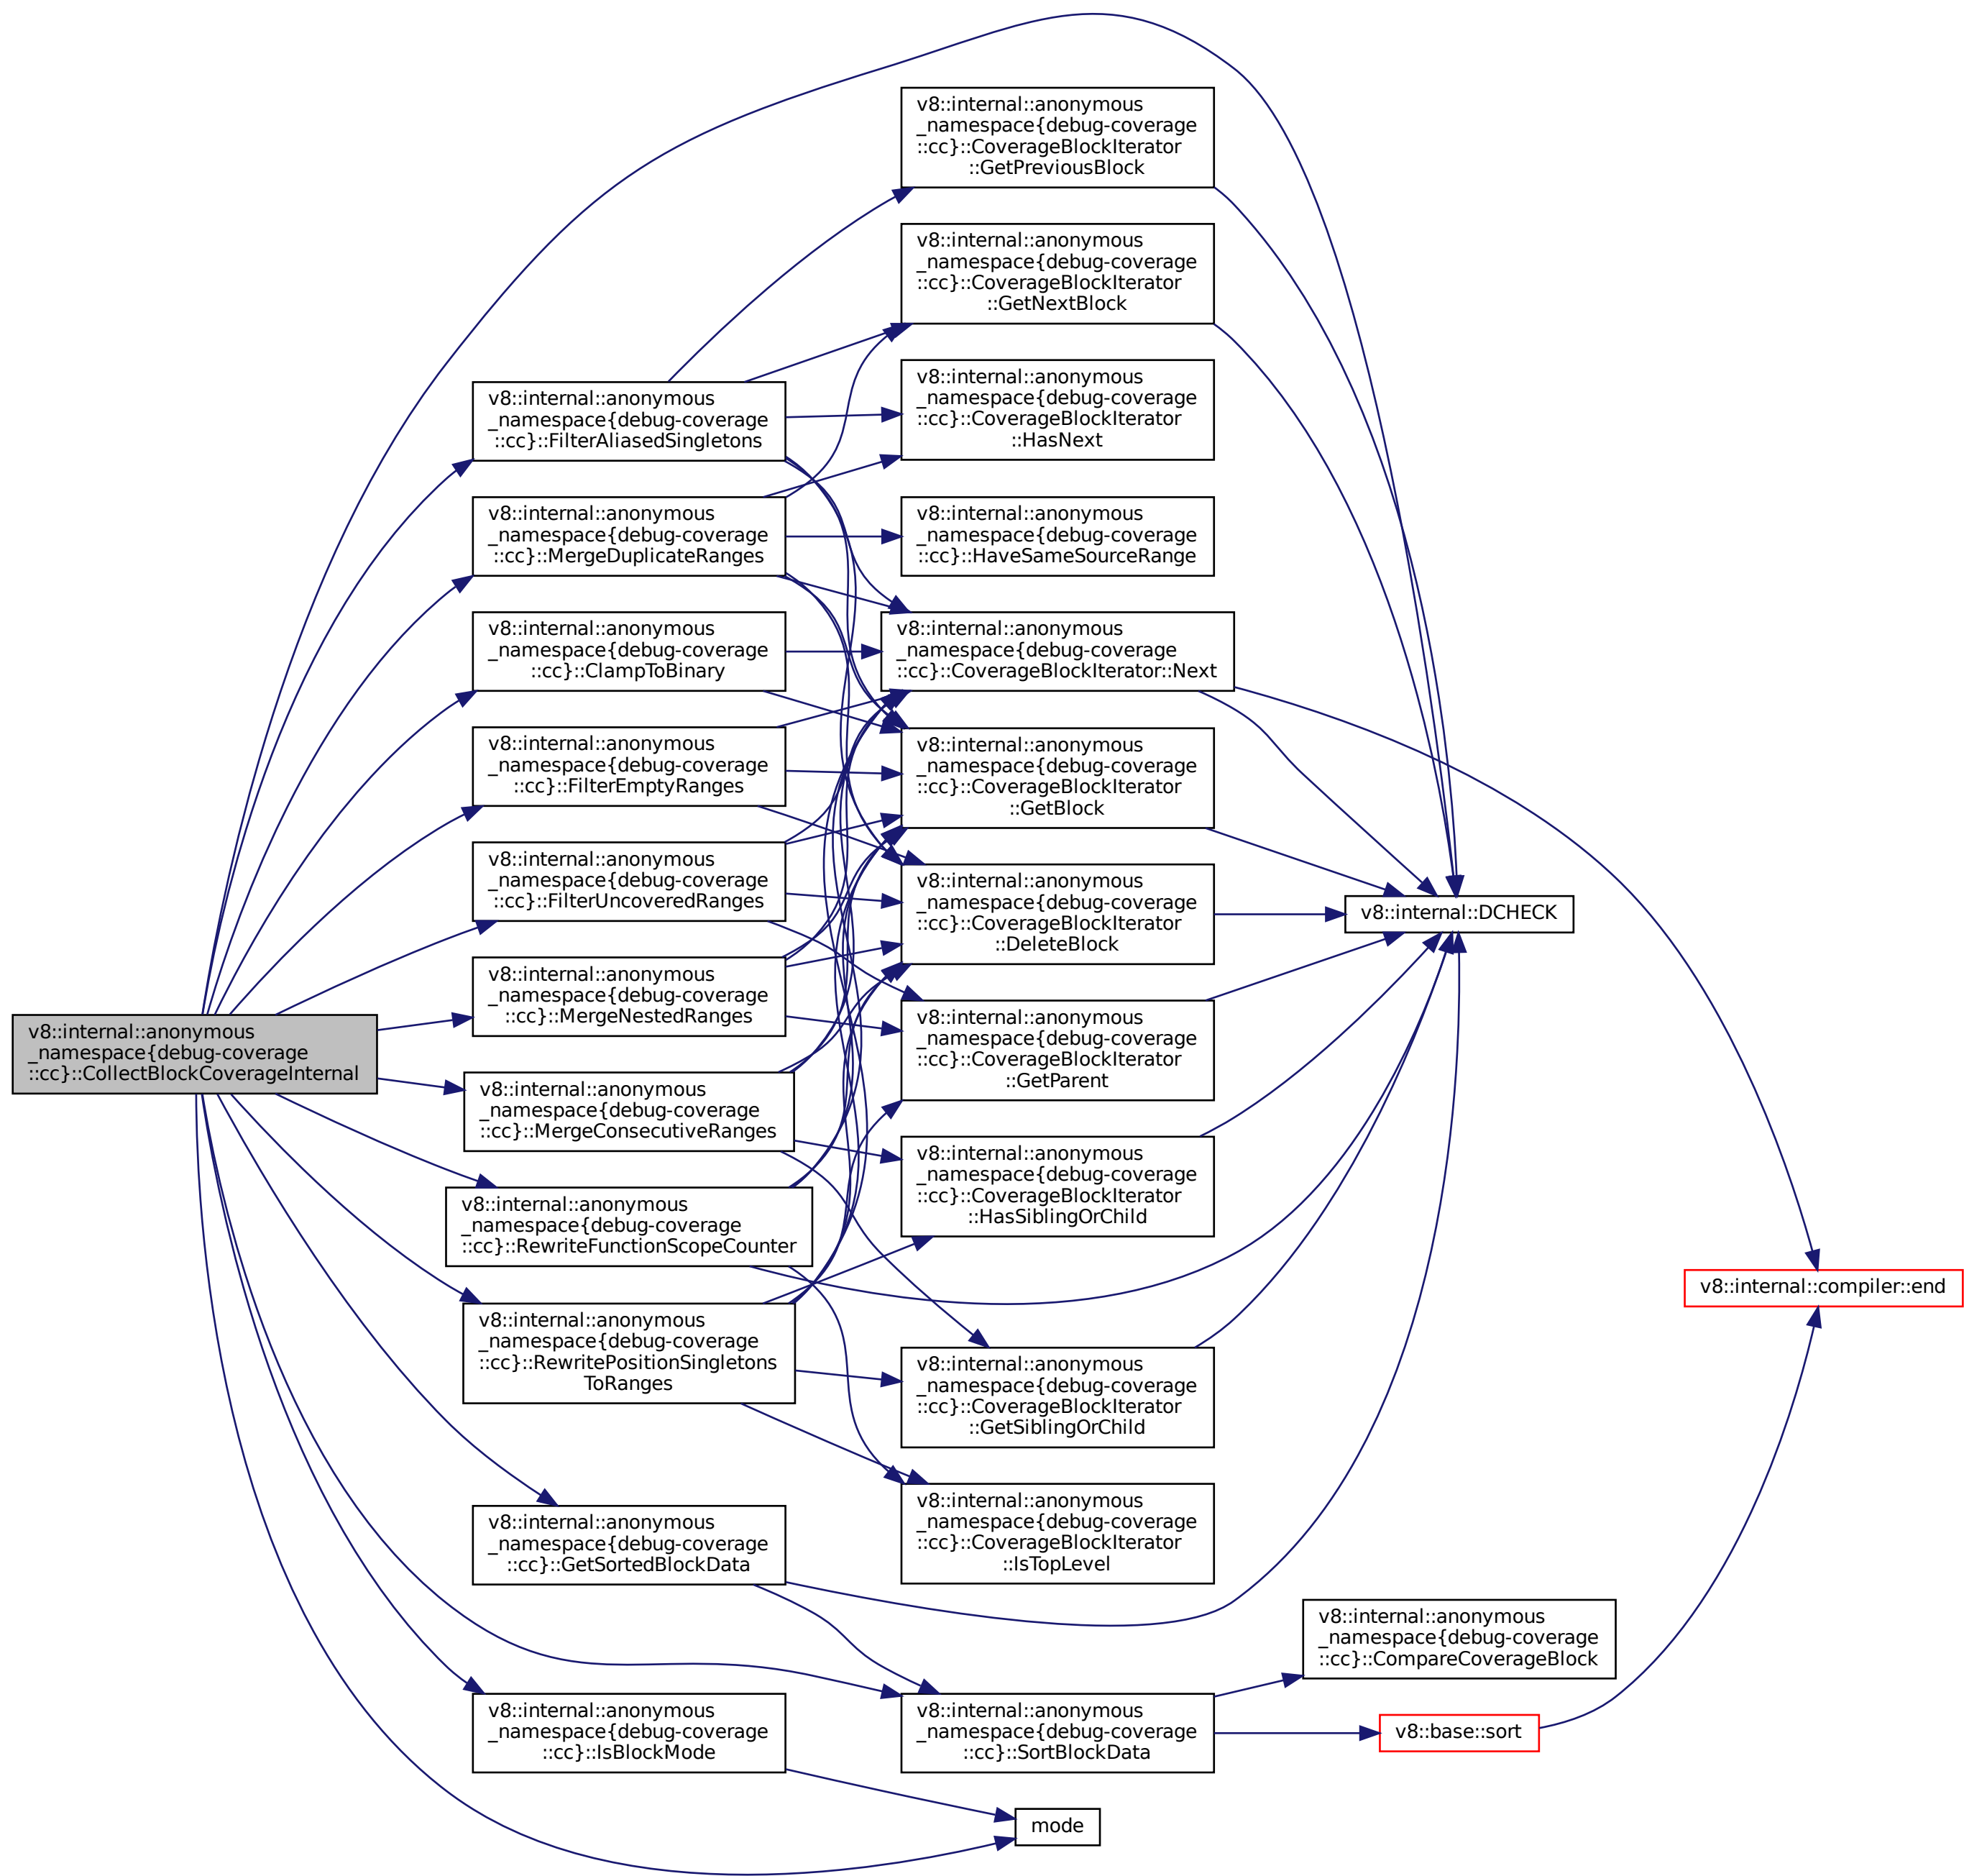 v8::internal::anonymous
_namespace{debug-coverage
::cc}::CollectBlockCoverageInternal
v8::internal::anonymous
_namespace{debug-coverage
::cc}::FilterAliasedSingletons
v8::internal::anonymous
_namespace{debug-coverage
::cc}::MergeDuplicateRanges
v8::internal::anonymous
_namespace{debug-coverage
::cc}::ClampToBinary
v8::internal::anonymous
_namespace{debug-coverage
::cc}::FilterEmptyRanges
v8::internal::anonymous
_namespace{debug-coverage
::cc}::FilterUncoveredRanges
v8::internal::anonymous
_namespace{debug-coverage
::cc}::MergeNestedRanges
v8::internal::anonymous
_namespace{debug-coverage
::cc}::MergeConsecutiveRanges
v8::internal::anonymous
_namespace{debug-coverage
::cc}::RewriteFunctionScopeCounter
v8::internal::anonymous
_namespace{debug-coverage
::cc}::RewritePositionSingletons
ToRanges
v8::internal::anonymous
_namespace{debug-coverage
::cc}::GetSortedBlockData
v8::internal::anonymous
_namespace{debug-coverage
::cc}::IsBlockMode
v8::internal::anonymous
_namespace{debug-coverage
::cc}::CoverageBlockIterator
::GetPreviousBlock
v8::internal::anonymous
_namespace{debug-coverage
::cc}::CoverageBlockIterator
::GetNextBlock
v8::internal::anonymous
_namespace{debug-coverage
::cc}::CoverageBlockIterator
::HasNext
v8::internal::anonymous
_namespace{debug-coverage
::cc}::HaveSameSourceRange
v8::internal::anonymous
_namespace{debug-coverage
::cc}::CoverageBlockIterator::Next
v8::internal::anonymous
_namespace{debug-coverage
::cc}::CoverageBlockIterator
::GetBlock
v8::internal::anonymous
_namespace{debug-coverage
::cc}::CoverageBlockIterator
::DeleteBlock
v8::internal::anonymous
_namespace{debug-coverage
::cc}::CoverageBlockIterator
::GetParent
v8::internal::anonymous
_namespace{debug-coverage
::cc}::CoverageBlockIterator
::HasSiblingOrChild
v8::internal::anonymous
_namespace{debug-coverage
::cc}::CoverageBlockIterator
::GetSiblingOrChild
v8::internal::anonymous
_namespace{debug-coverage
::cc}::CoverageBlockIterator
::IsTopLevel
v8::internal::anonymous
_namespace{debug-coverage
::cc}::SortBlockData
mode
v8::internal::DCHECK
v8::internal::anonymous
_namespace{debug-coverage
::cc}::CompareCoverageBlock
v8::base::sort
v8::internal::compiler::end